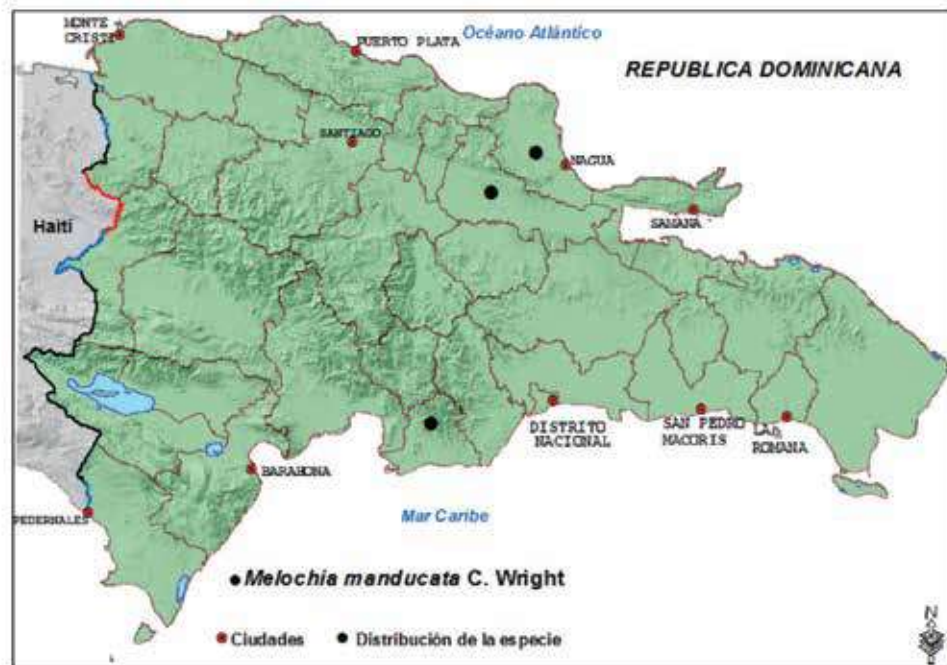 MONTE
CRISTI
Océano Atlántico
PUERTO PLATA
REPUBLICA DOMINICANA
SANTIAGO
NAGUA
SAMANA
Haití
DISTRITO
NACIONAL
SAN PEDRO
MACORIS
LA
ROMANA
BARAHONA
PEDERNALES
Mar Caribe
Melochia manducata C. Wright
Ciudades
Distribución de la especie